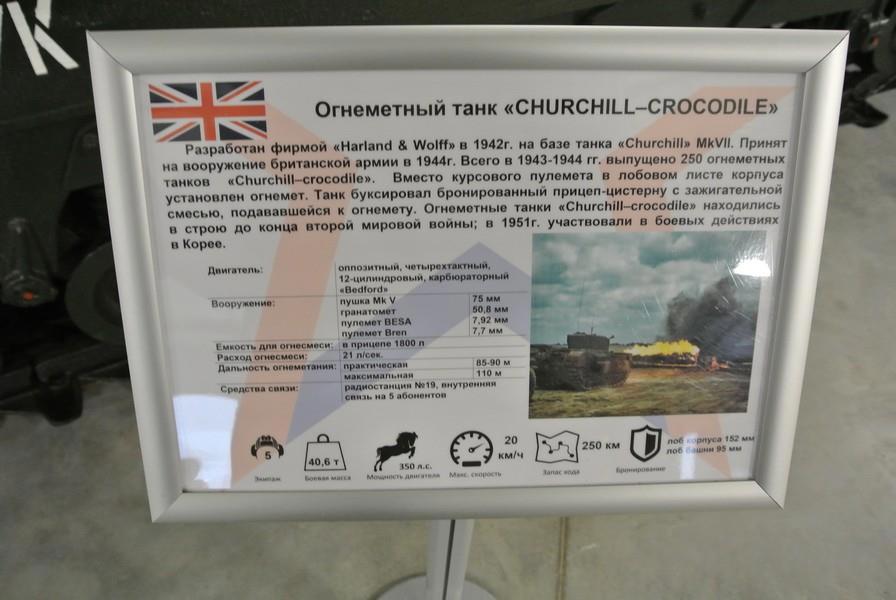 Огнеметный танк «CHURCHILL–CROCODILE»
Разработан фирмой «Harland & Wolff» в 1942г. на базе танка «Churchill» MkVII. Принят
на вооружение британской армии в 1944г. Всего в 1943-1944 гг. выпущено 250 огнеметных
танков «Churchill–crocodile». Вместо курсового пулемета в лобовом листе корпуса
установлен огнемет. Танк буксировал бронированный прицеп-цистерну с зажигательной
смесью, подававшейся к огнемету. Огнеметные танки «Churchill–crocodile» находились
в строю до конца второй мировой войны; в 1951г. участвовали в боевых действиях
в Корее.
Двигатель: оппозитный, четырехтактный,
12-цилиндровый, карбюраторный
«Bedford»
Вооружение: пушка Mk V 75 мм
гранатомет 50,8 мм
пулемет BESA 7,92 мм
пулемет Bren 7,7 мм
Емкость для огнесмеси: в прицепе 1800 л
Расход огнесмеси: 21 л/сек.
Дальность огнеметания: практическая 85-90 м
максимальная 110 м
Средства связи: радиостанция №19, внутренняя
связь на 5 абонентов
5
Экипаж
40,6 т
Боевая масса
350 л.с.
Мощность двигателя
20
км/ч
Макс. скорость
250 км
Запас хода
лоб корпуса 152 мм
лоб башни 95 мм
Бронирование